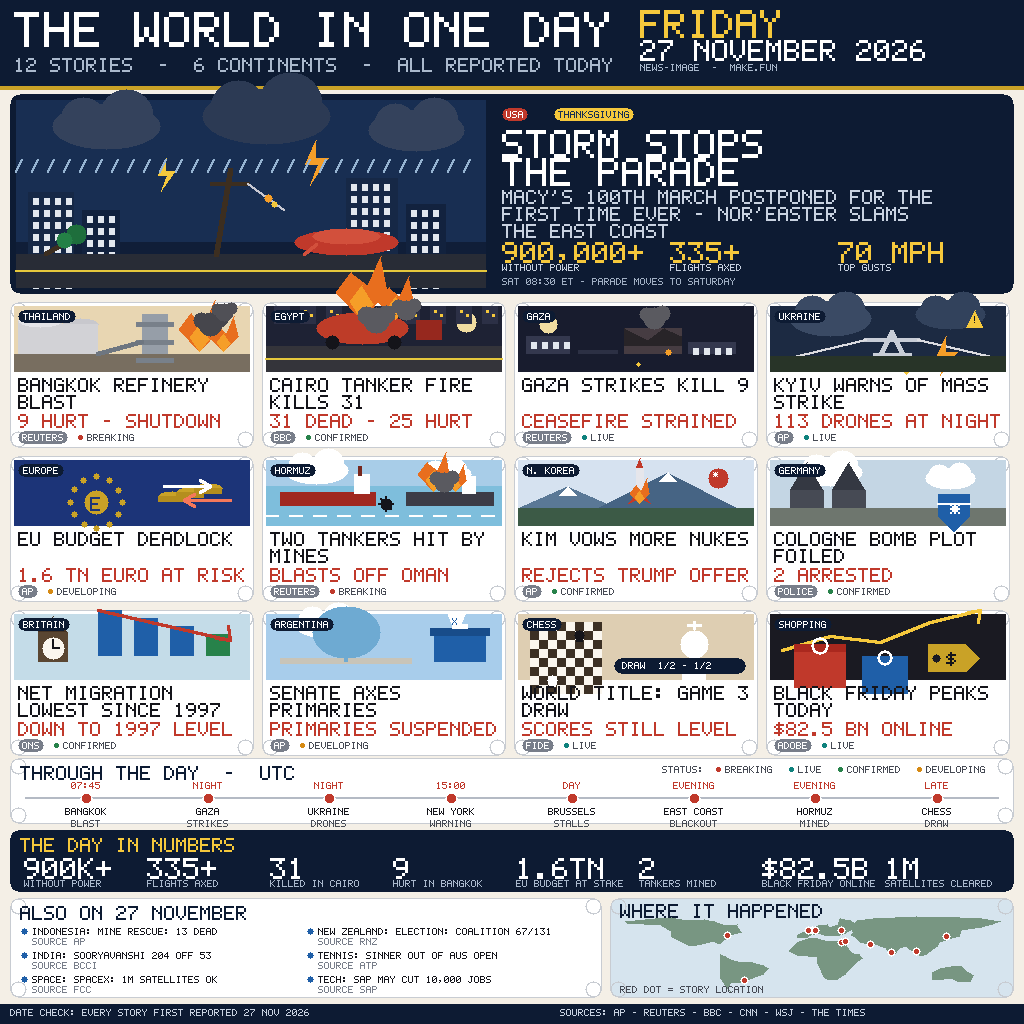 THE WORLD IN ONE DAY
FRIDAY
27 NOVEMBER 2026
12 STORIES - 6 CONTINENTS - ALL REPORTED TODAY
NEWS-IMAGE - MAKE.FUN
USA
THANKSGIVING
STORM STOPS
THE PARADE
MACY'S 100TH MARCH POSTPONED FOR THE
FIRST TIME EVER - NOR'EASTER SLAMS
THE EAST COAST
900,000+ 335+ 70 MPH
WITHOUT POWER FLIGHTS AXED TOP GUSTS
SAT 08:30 ET - PARADE MOVES TO SATURDAY
THAILAND
BANGKOK REFINERY
BLAST
9 HURT - SHUTDOWN
REUTERS BREAKING
EGYPT
CAIRO TANKER FIRE
KILLS 31
31 DEAD - 25 HURT
BBC CONFIRMED
GAZA
GAZA STRIKES KILL 9
CEASEFIRE STRAINED
REUTERS LIVE
UKRAINE
KYIV WARNS OF MASS
STRIKE
113 DRONES AT NIGHT
AP LIVE
EUROPE
E
EU BUDGET DEADLOCK
1.6 TN EURO AT RISK
AP DEVELOPING
HORMUZ
TWO TANKERS HIT BY
MINES
BLASTS OFF OMAN
REUTERS BREAKING
N. KOREA
KIM VOWS MORE NUKES
REJECTS TRUMP OFFER
AP CONFIRMED
GERMANY
COLOGNE BOMB PLOT
FOILED
2 ARRESTED
POLICE CONFIRMED
BRITAIN
NET MIGRATION
LOWEST SINCE 1997
DOWN TO 1997 LEVEL
ONS CONFIRMED
ARGENTINA
X
SENATE AXES
PRIMARIES
PRIMARIES SUSPENDED
AP DEVELOPING
CHESS
DRAW 1/2 - 1/2
WORLD TITLE: GAME 3
DRAW
SCORES STILL LEVEL
FIDE LIVE
SHOPPING
$
BLACK FRIDAY PEAKS
TODAY
$82.5 BN ONLINE
ADOBE LIVE
THROUGH THE DAY - UTC
STATUS: BREAKING LIVE CONFIRMED DEVELOPING
07:45 NIGHT NIGHT 15:00 DAY EVENING EVENING LATE
BANGKOK GAZA UKRAINE NEW YORK BRUSSELS EAST COAST HORMUZ CHESS
BLAST STRIKES DRONES WARNING STALLS BLACKOUT MINED DRAW
THE DAY IN NUMBERS
900K+ 335+ 31 9 1.6TN 2 $82.5B 1M
WITHOUT POWER FLIGHTS AXED KILLED IN CAIRO HURT IN BANGKOK EU BUDGET AT STAKE TANKERS MINED BLACK FRIDAY ONLINE SATELLITES CLEARED
ALSO ON 27 NOVEMBER
INDONESIA: MINE RESCUE: 13 DEAD
SOURCE AP
INDIA: SOORYAVANSHI 204 OFF 53
SOURCE BCCI
SPACE: SPACEX: 1M SATELLITES OK
SOURCE FCC
NEW ZEALAND: ELECTION: COALITION 67/131
SOURCE RNZ
TENNIS: SINNER OUT OF AUS OPEN
SOURCE ATP
TECH: SAP MAY CUT 10,000 JOBS
SOURCE SAP
WHERE IT HAPPENED
RED DOT = STORY LOCATION
DATE CHECK: EVERY STORY FIRST REPORTED 27 NOV 2026
SOURCES: AP - REUTERS - BBC - CNN - WSJ - THE TIMES